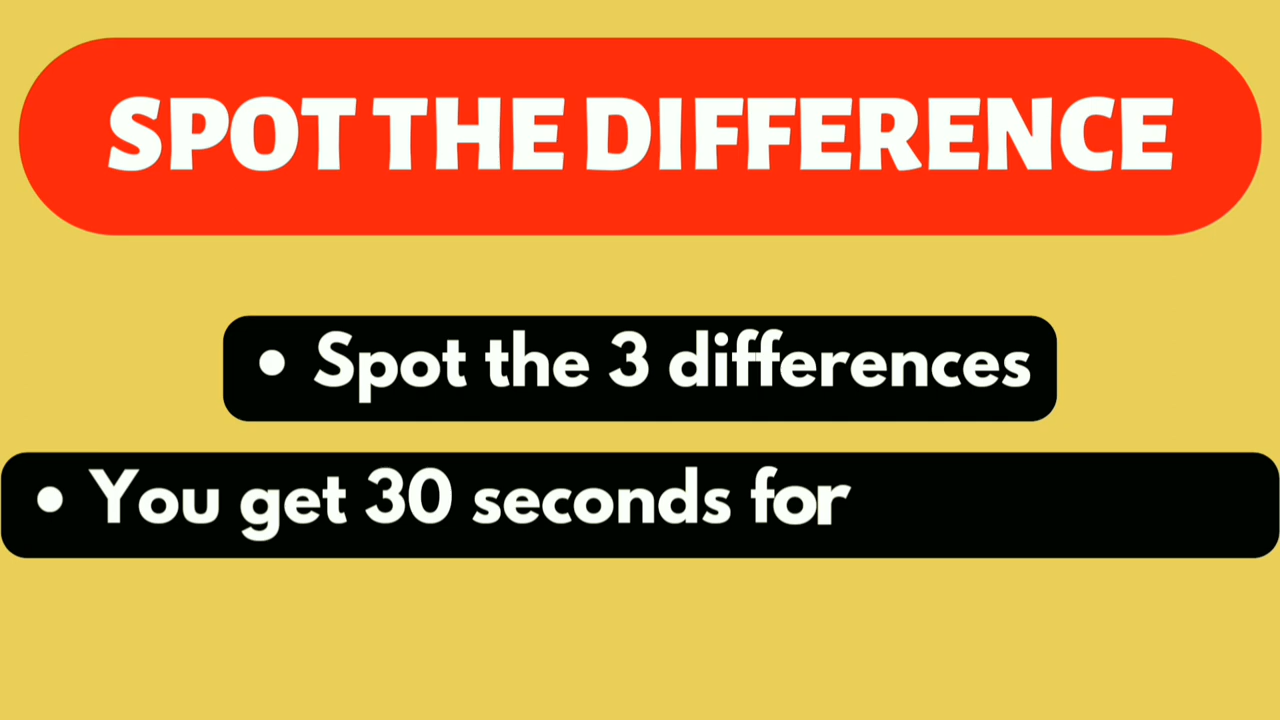 SPOT THE DIFFERENCE
• Spot the 3 differences
• You get 30 seconds for